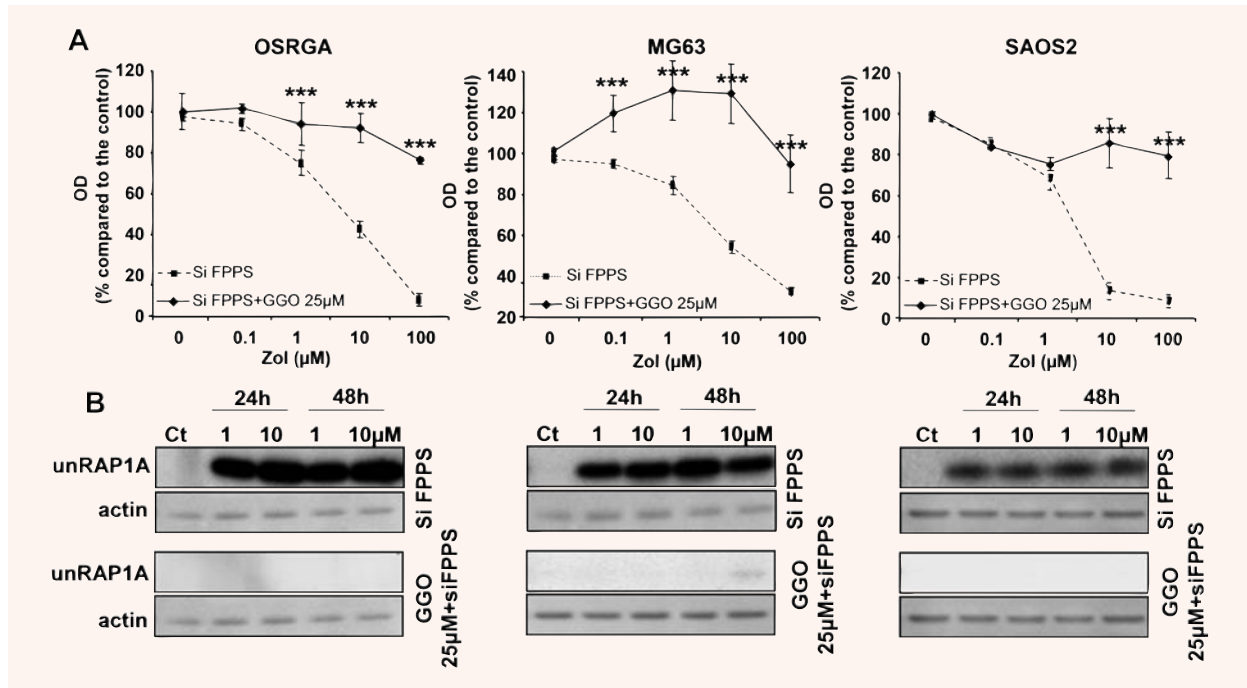 A
OSRGA
OD
(% compared to the control)
120
100
80
60
40
20
0
***
***
***
Si FPPS
Si FPPS+GGO 25µM
0 0.1 1 10 100
Zol (µM)
MG63
OD
(% compared to the control)
140
120
100
80
60
40
20
***
***
***
***
Si FPPS
Si FPPS+GGO 25µM
0 0.1 1 10 100
Zol (µM)
SAOS2
OD
(% compared to the control)
120
100
80
60
40
20
0
***
***
Si FPPS
Si FPPS+GGO 25µM
0 0.1 1 10 100
Zol (µM)
B
24h 48h
Ct 1 10 1 10µM
unRAP1A
actin
Si FPPS
unRAP1A
actin
GGO
25µM+siFPPS
24h 48h
Ct 1 10 1 10µM
Si FPPS
GGO
25µM+siFPPS
24h 48h
Ct 1 10 1 10µM
Si FPPS
GGO
25µM+siFPPS